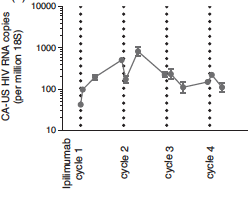 10000
1000
100
10
CA-US HIV RNA copies
(per million 18S)
Ipilimumab
cycle 1
cycle 2
cycle 3
cycle 4